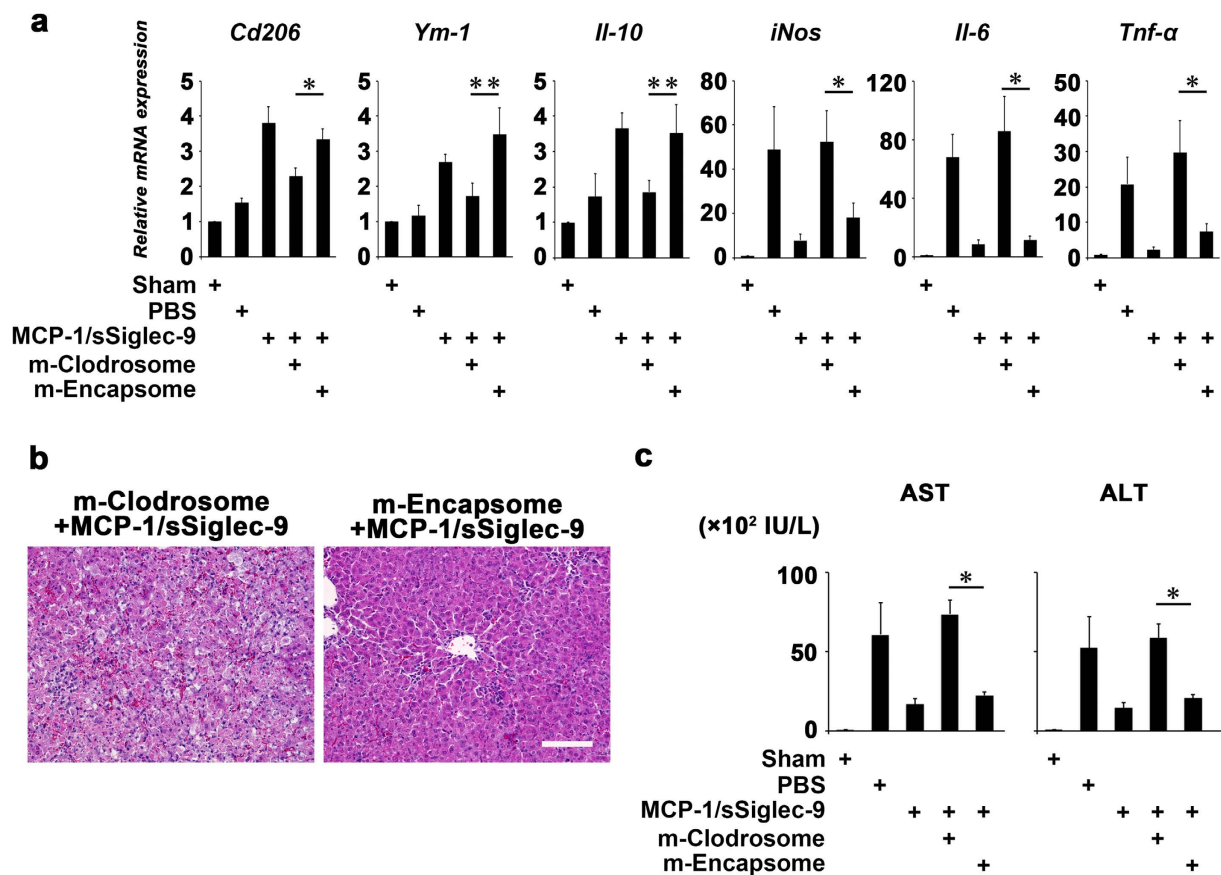 a
Cd206 Ym-1 Il-10 iNos Il-6 Tnf-α
Relative mRNA expression
5 4 3 2 1 0
5 4 3 2 1 0
5 4 3 2 1 0
80 60 40 20 0
120 80 40 0
50 40 30 20 10 0
* ** ** * * *
Sham + + + + + +
PBS + + + + + +
MCP-1/sSiglec-9 + + + + + + + + + + + + + + + + + +
m-Clodrosome + + + + + +
m-Encapsome + + + + + +
b
m-Clodrosome
+MCP-1/sSiglec-9
m-Encapsome
+MCP-1/sSiglec-9
c
AST ALT
(×10² IU/L)
100
50
0
* *
Sham + +
PBS + +
MCP-1/sSiglec-9 + + + + + +
m-Clodrosome + +
m-Encapsome + +